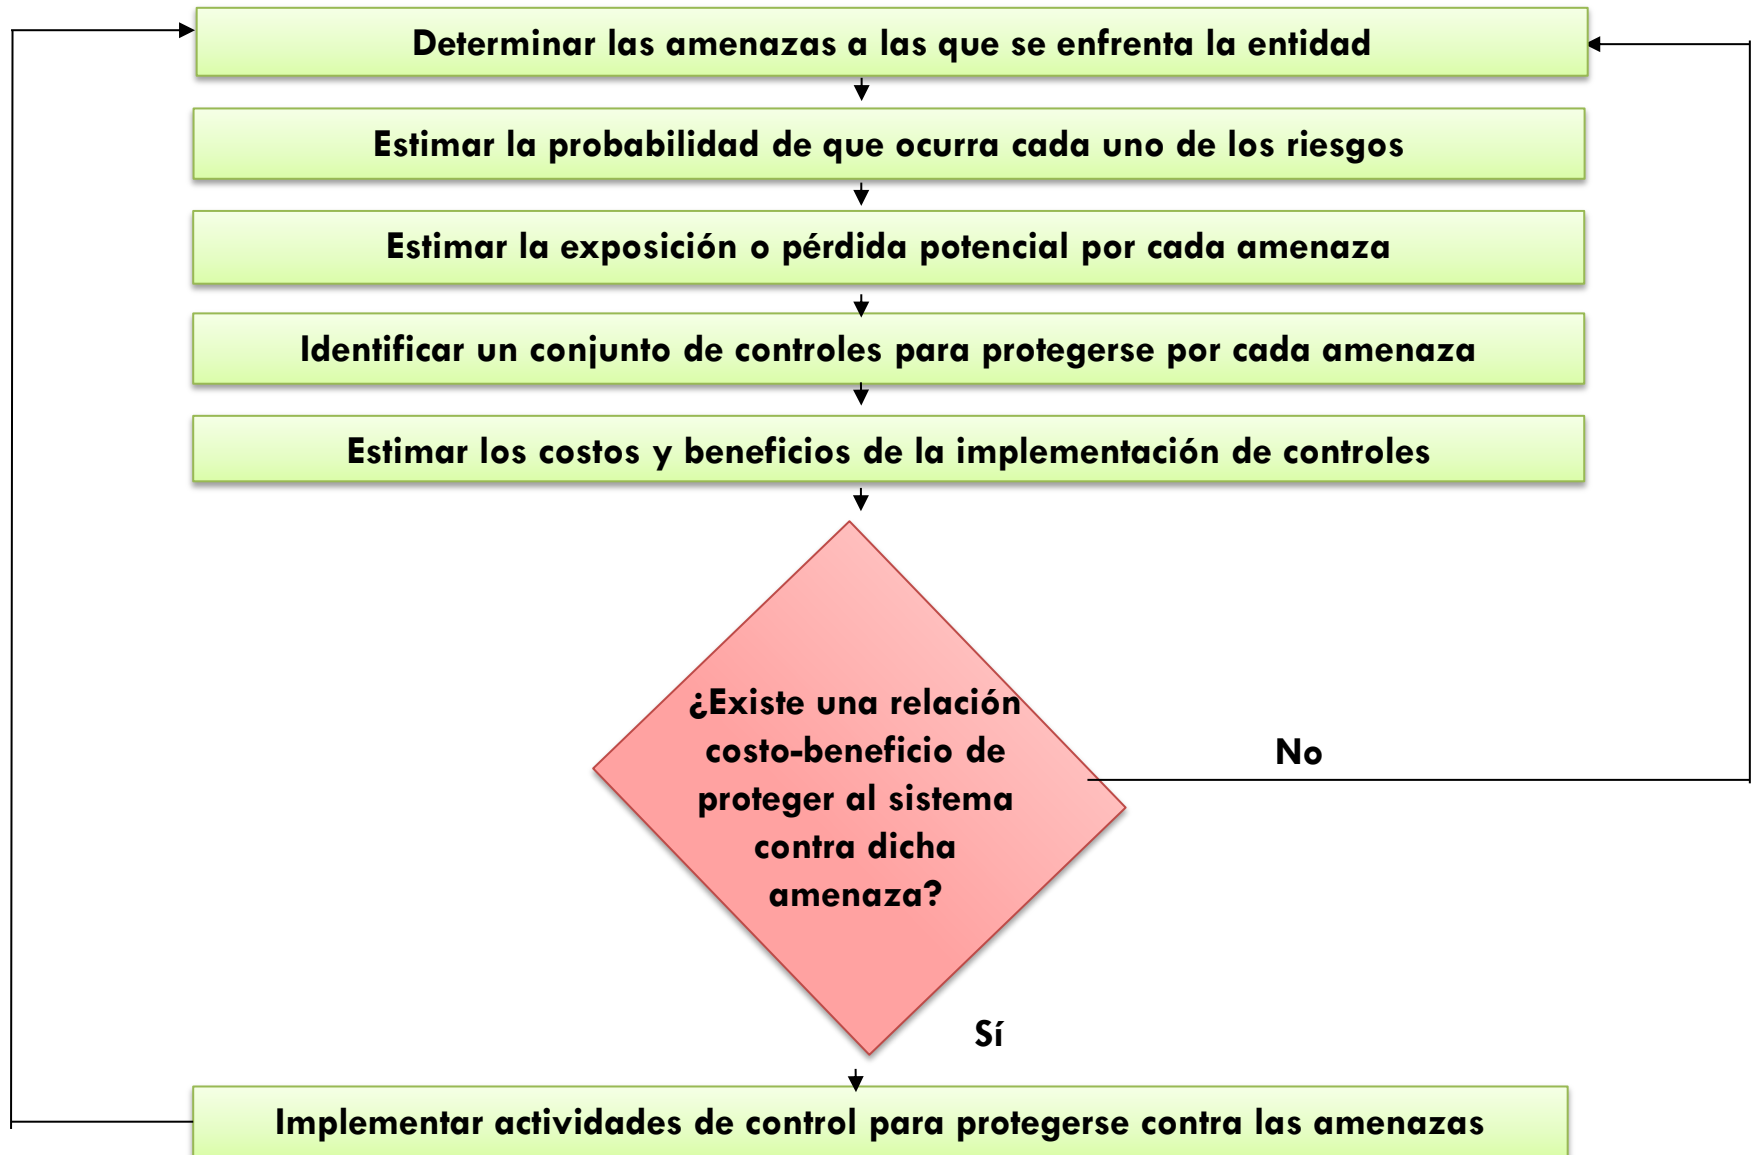 Determinar las amenazas a las que se enfrenta la entidad
Estimar la probabilidad de que ocurra cada uno de los riesgos
Estimar la exposición o pérdida potencial por cada amenaza
Identificar un conjunto de controles para protegerse por cada amenaza
Estimar los costos y beneficios de la implementación de controles
¿Existe una relación
costo-beneficio de
proteger al sistema
contra dicha
amenaza?
No
Sí
Implementar actividades de control para protegerse contra las amenazas